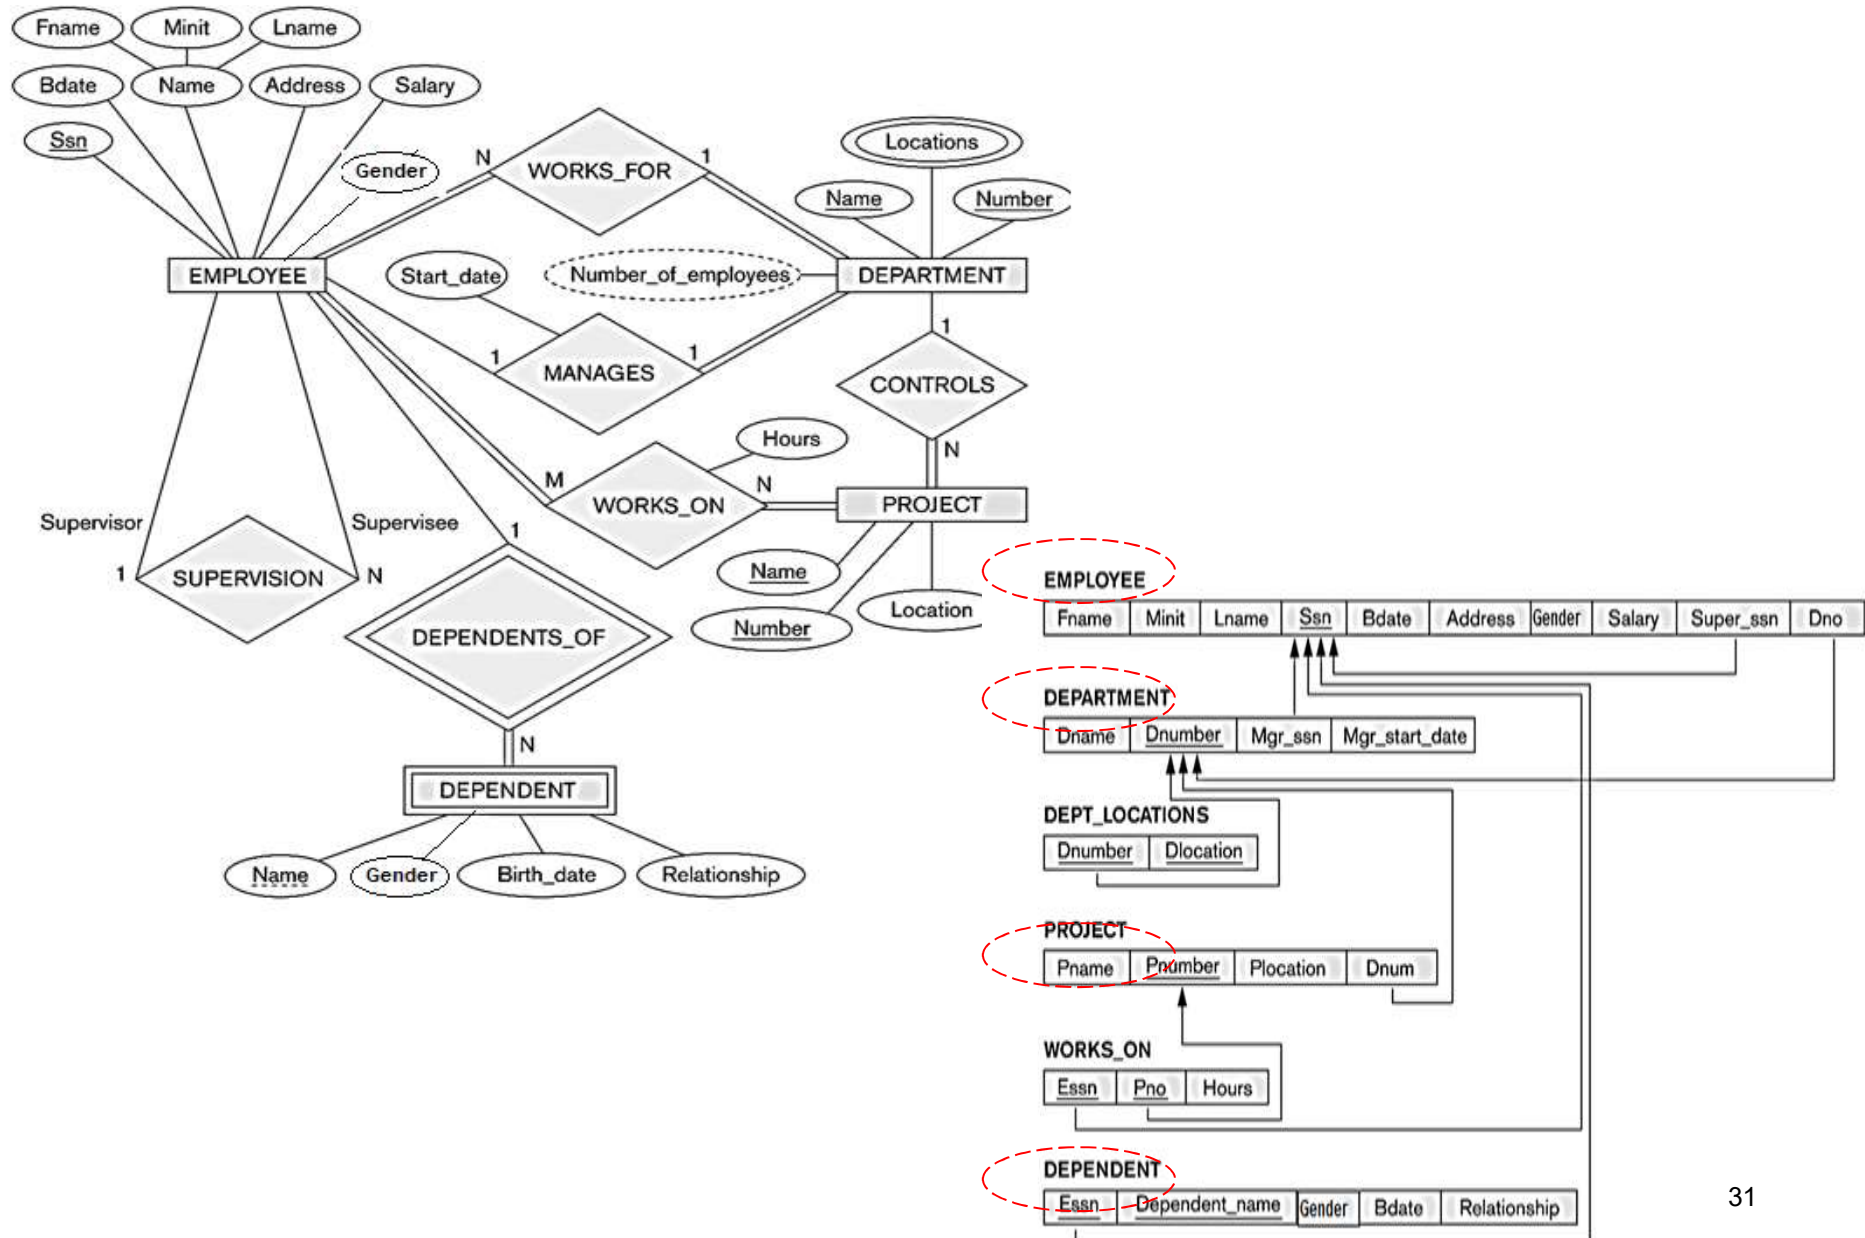 Fname Minit Lname
Bdate Name Address Salary
Ssn
Gender
N WORKS_FOR 1
Locations
Name Number
EMPLOYEE
Start_date
Number_of_employees
DEPARTMENT
1 MANAGES 1
1
CONTROLS
N
Hours
M WORKS_ON N
PROJECT
Supervisor Supervisee
1 SUPERVISION N
1
Name
Number
Location
DEPENDENTS_OF
N
DEPENDENT
Name Gender Birth_date Relationship
EMPLOYEE
Fname Minit Lname Ssn Bdate Address Gender Salary Super_ssn Dno
DEPARTMENT
Dname Dnumber Mgr_ssn Mgr_start_date
DEPT_LOCATIONS
Dnumber Dlocation
PROJECT
Pname Pnumber Plocation Dnum
WORKS_ON
Essn Pno Hours
DEPENDENT
Essn Dependent_name Gender Bdate Relationship
31